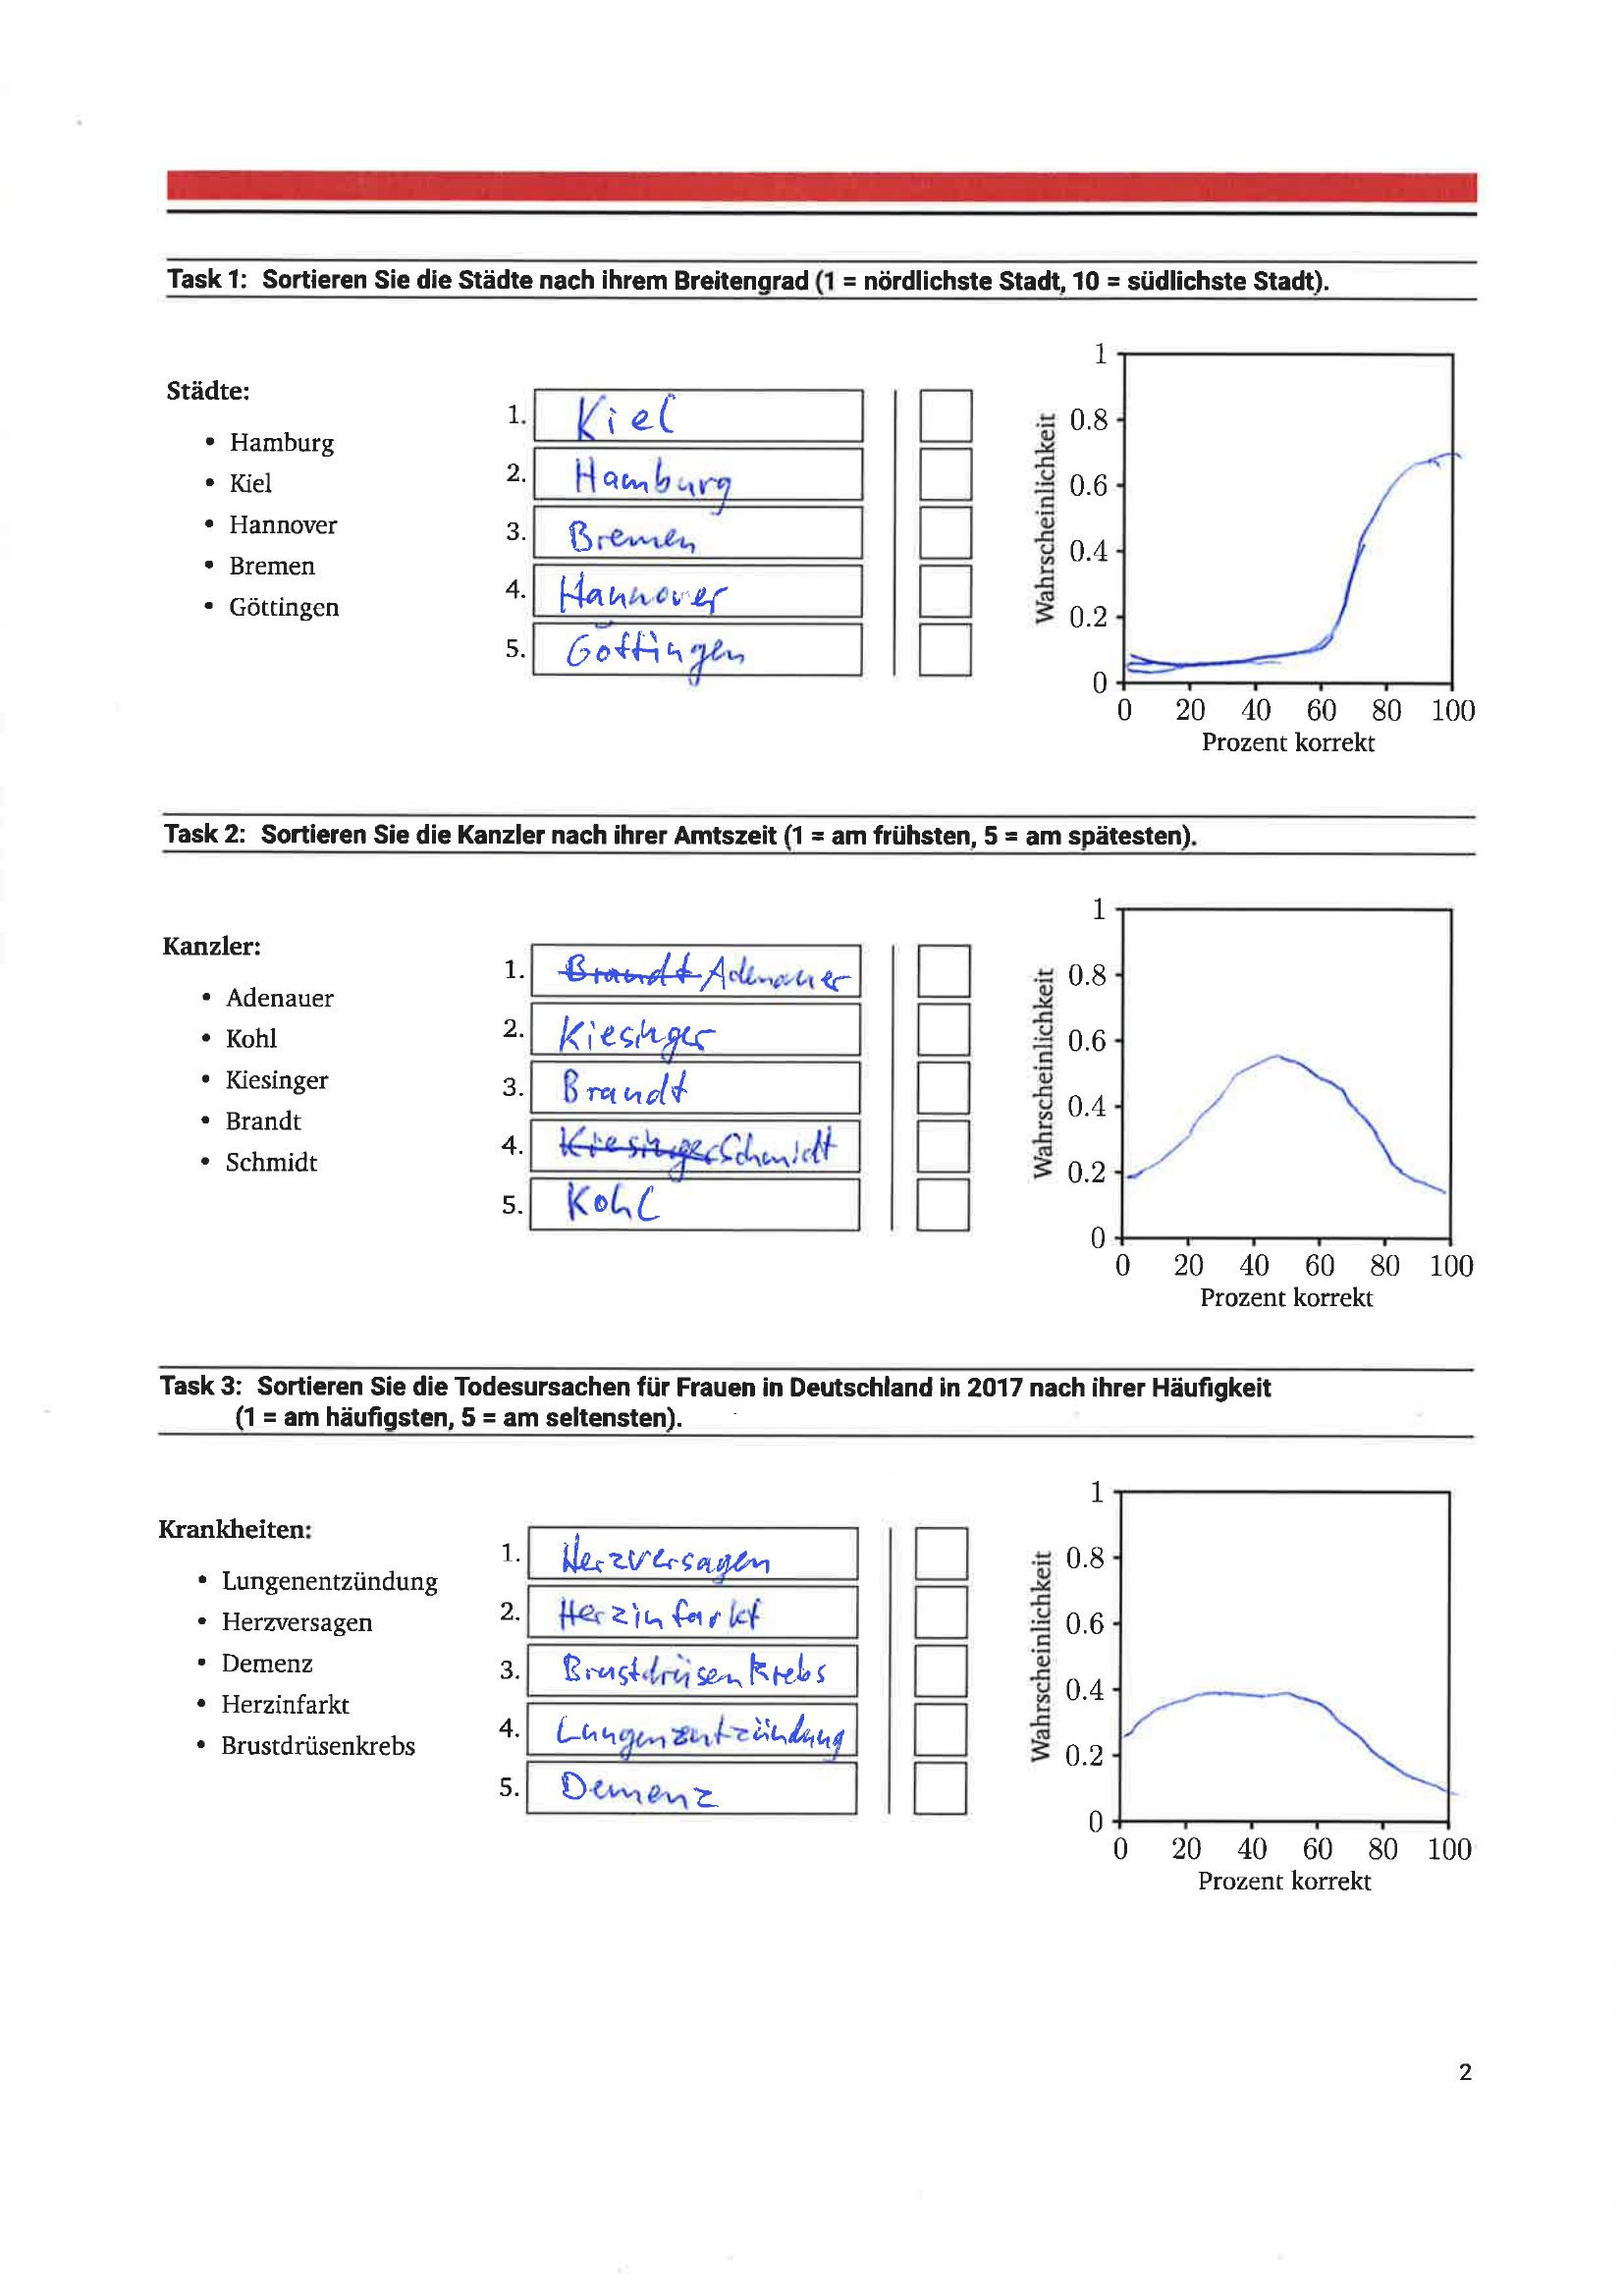 Task 1: Sortieren Sie die Städte nach ihrem Breitengrad (1 = nördlichste Stadt, 10 = südlichste Stadt).
Städte:
• Hamburg
• Kiel
• Hannover
• Bremen
• Göttingen
1. Kiel
2. Hamburg
3. Bremen
4. Hannover
5. Göttingen
Wahrscheinlichkeit
1
0.8
0.6
0.4
0.2
0
0 20 40 60 80 100
Prozent korrekt
Task 2: Sortieren Sie die Kanzler nach ihrer Amtszeit (1 = am frühsten, 5 = am spätesten).
Kanzler:
• Adenauer
• Kohl
• Kiesinger
• Brandt
• Schmidt
1. Brandt Adenauer
2. Kiesinger
3. Brandt
4. Kiesinger Schmidt
5. Kohl
Wahrscheinlichkeit
1
0.8
0.6
0.4
0.2
0
0 20 40 60 80 100
Prozent korrekt
Task 3: Sortieren Sie die Todesursachen für Frauen in Deutschland in 2017 nach ihrer Häufigkeit
(1 = am häufigsten, 5 = am seltensten).
Krankheiten:
• Lungenentzündung
• Herzversagen
• Demenz
• Herzinfarkt
• Brustdrüsenkrebs
1. Herzversagen
2. Herzinfarkt
3. Brustdrüsenkrebs
4. Lungenentzündung
5. Demenz
Wahrscheinlichkeit
1
0.8
0.6
0.4
0.2
0
0 20 40 60 80 100
Prozent korrekt
2